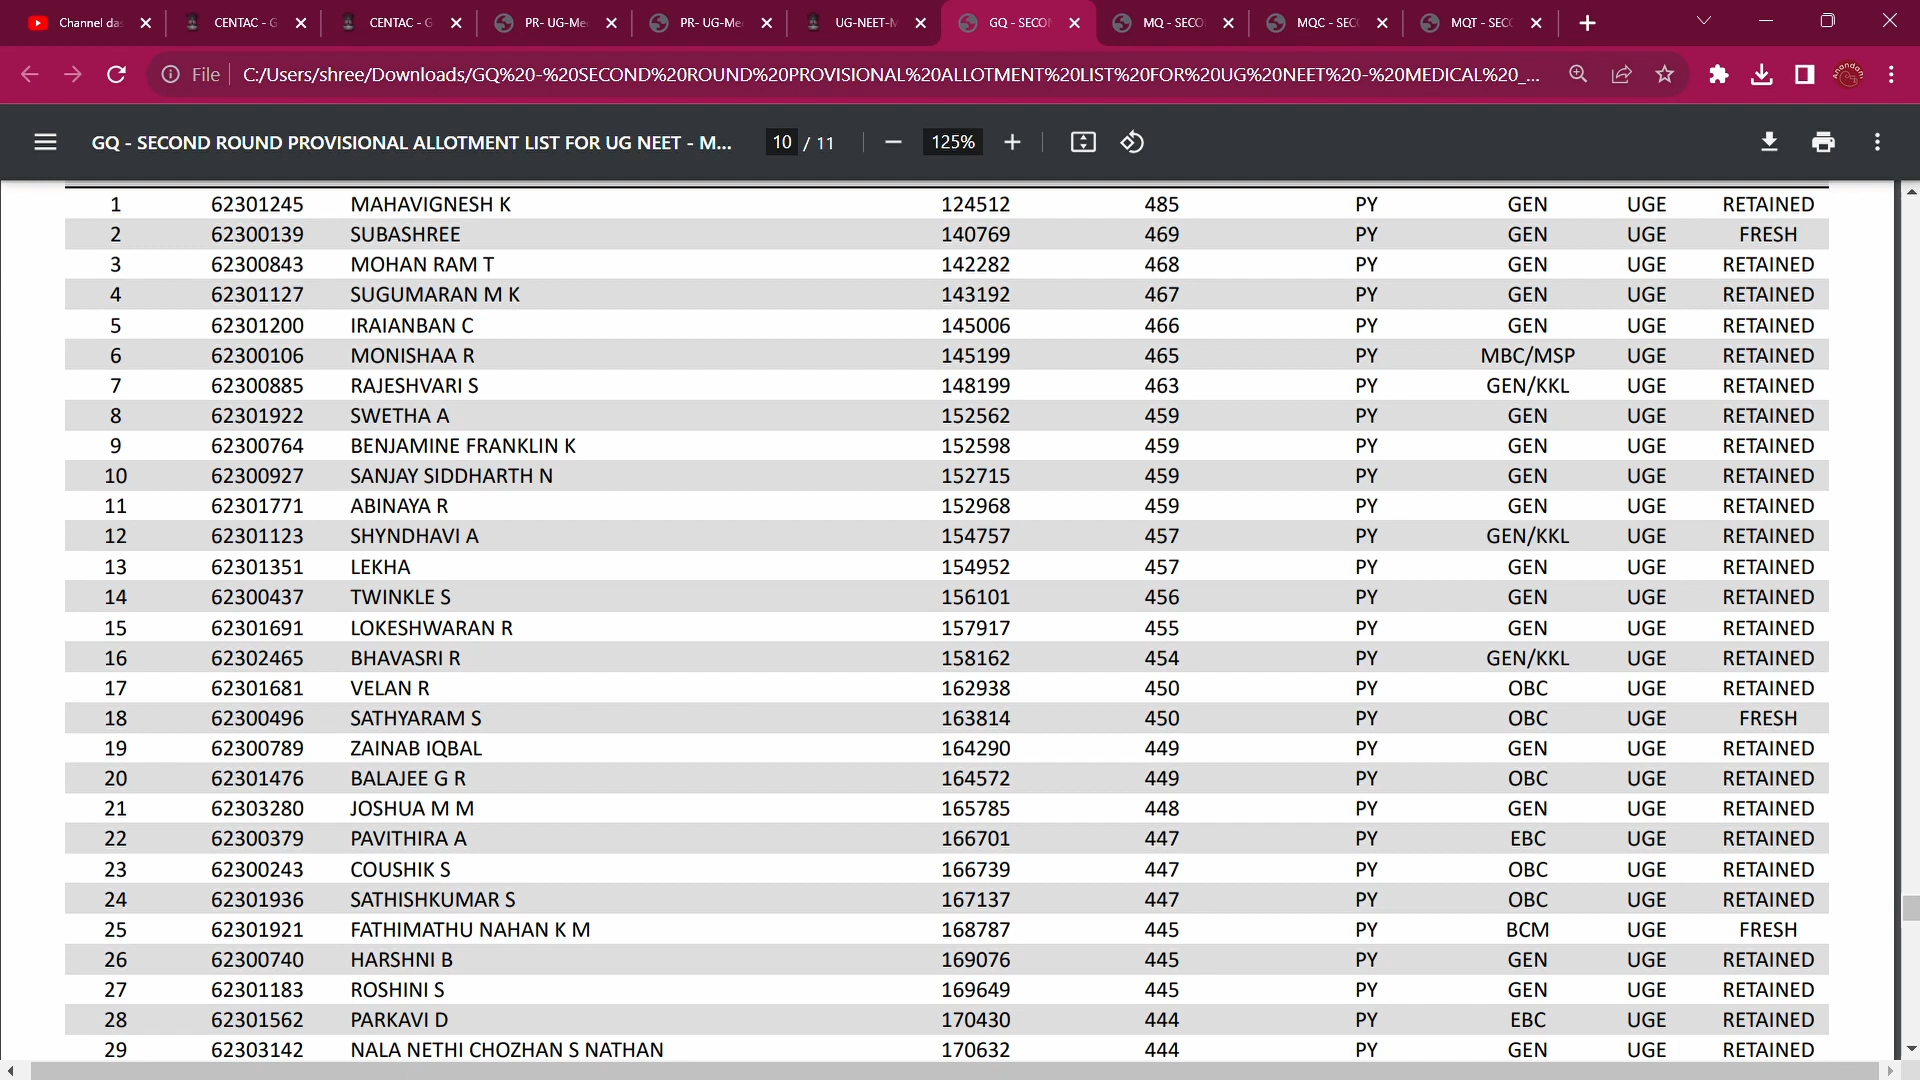 Channel das
CENTAC - G
CENTAC - G
PR- UG-Me
PR- UG-Me
UG-NEET-M
GQ - SECON
MQ - SECO
MQC - SEC
MQT - SECO
File
C:/Users/shree/Downloads/GQ%20-%20SECOND%20ROUND%20PROVISIONAL%20ALLOTMENT%20LIST%20FOR%20UG%20NEET%20-%20MEDICAL%20_...
GQ - SECOND ROUND PROVISIONAL ALLOTMENT LIST FOR UG NEET - M...
10 / 11
125%
1 62301245 MAHAVIGNESH K 124512 485 PY GEN UGE RETAINED
2 62300139 SUBASHREE 140769 469 PY GEN UGE FRESH
3 62300843 MOHAN RAM T 142282 468 PY GEN UGE RETAINED
4 62301127 SUGUMARAN M K 143192 467 PY GEN UGE RETAINED
5 62301200 IRAIANBAN C 145006 466 PY GEN UGE RETAINED
6 62300106 MONISHAA R 145199 465 PY MBC/MSP UGE RETAINED
7 62300885 RAJESHVARI S 148199 463 PY GEN/KKL UGE RETAINED
8 62301922 SWETHA A 152562 459 PY GEN UGE RETAINED
9 62300764 BENJAMINE FRANKLIN K 152598 459 PY GEN UGE RETAINED
10 62300927 SANJAY SIDDHARTH N 152715 459 PY GEN UGE RETAINED
11 62301771 ABINAYA R 152968 459 PY GEN UGE RETAINED
12 62301123 SHYNDHAVI A 154757 457 PY GEN/KKL UGE RETAINED
13 62301351 LEKHA 154952 457 PY GEN UGE RETAINED
14 62300437 TWINKLE S 156101 456 PY GEN UGE RETAINED
15 62301691 LOKESHWARAN R 157917 455 PY GEN UGE RETAINED
16 62302465 BHAVASRI R 158162 454 PY GEN/KKL UGE RETAINED
17 62301681 VELAN R 162938 450 PY OBC UGE RETAINED
18 62300496 SATHYARAM S 163814 450 PY OBC UGE FRESH
19 62300789 ZAINAB IQBAL 164290 449 PY GEN UGE RETAINED
20 62301476 BALAJEE G R 164572 449 PY OBC UGE RETAINED
21 62303280 JOSHUA M M 165785 448 PY GEN UGE RETAINED
22 62300379 PAVITHIRA A 166701 447 PY EBC UGE RETAINED
23 62300243 COUSHIK S 166739 447 PY OBC UGE RETAINED
24 62301936 SATHISHKUMAR S 167137 447 PY OBC UGE RETAINED
25 62301921 FATHIMATHU NAHAN K M 168787 445 PY BCM UGE FRESH
26 62300740 HARSHNI B 169076 445 PY GEN UGE RETAINED
27 62301183 ROSHINI S 169649 445 PY GEN UGE RETAINED
28 62301562 PARKAVI D 170430 444 PY EBC UGE RETAINED
29 62303142 NALA NETHI CHOZHAN S NATHAN 170632 444 PY GEN UGE RETAINED